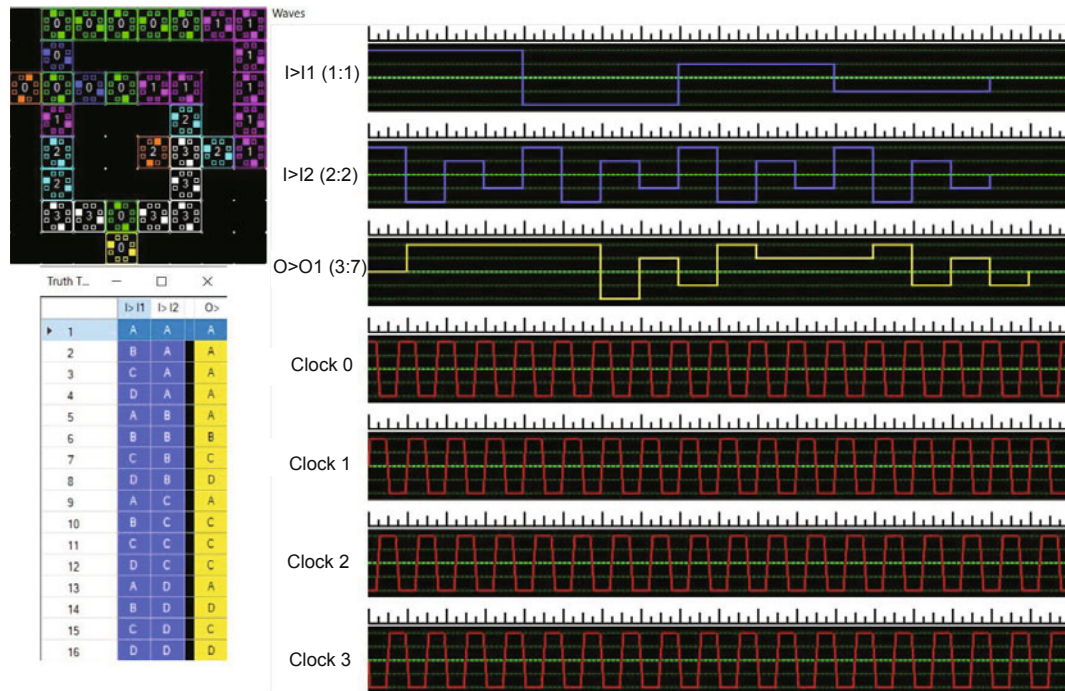 Waves
0 0 0 0 0 1 1
0 1
0 0 0 0 1 1 1
1 2 1
2 2 3 2 1
2 3
3 3 0 3 3
0
Truth T...
I> I1 I> I2 O>
1 A A A
2 B A A
3 C A A
4 D A A
5 A B A
6 B B B
7 C B C
8 D B D
9 A C A
10 B C C
11 C C C
12 D C C
13 A D A
14 B D D
15 C D C
16 D D D
I>I1 (1:1)
I>I2 (2:2)
O>O1 (3:7)
Clock 0
Clock 1
Clock 2
Clock 3